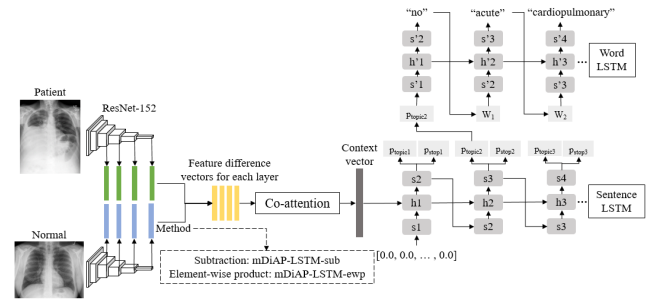 “no” “acute” “cardiopulmonary”
s’2 s’3 s’4
h’1 h’2 h’3 ... Word LSTM
s’1 s’2 s’3
Patient
ResNet-152
Ptopic2 W1 W2
Feature difference vectors for each layer
Context vector
Ptopic1 Pstop1 Ptopic2 Pstop2 Ptopic3 Pstop3
s2 s3 s4
Co-attention
h1 h2 h3 ... Sentence LSTM
s1 s2 s3
Normal
Method
[0.0, 0.0, … , 0.0]
Subtraction: mDiAP-LSTM-sub
Element-wise product: mDiAP-LSTM-ewp